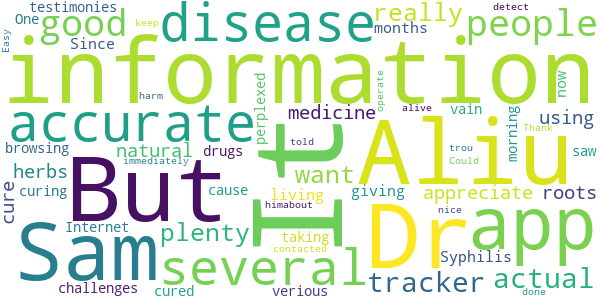 testimonies
One
good
disease
really
months
detect
people
keep
Since
Easy
information
harm
perplexed
operate
alive
now
accurate
medicine
vain
using
morning
browsing
natural
drugs
told
Thank
Could
trou
saw
But
It
Aliu
immediately
herbs
want
cure
curing
cause
living
giving
appreciate
roots
himabout
nice
Sam
Internet
plenty
taking
Dr
app
contacted
Syphilis
several
tracker
actual
challenges
cured
verious
done